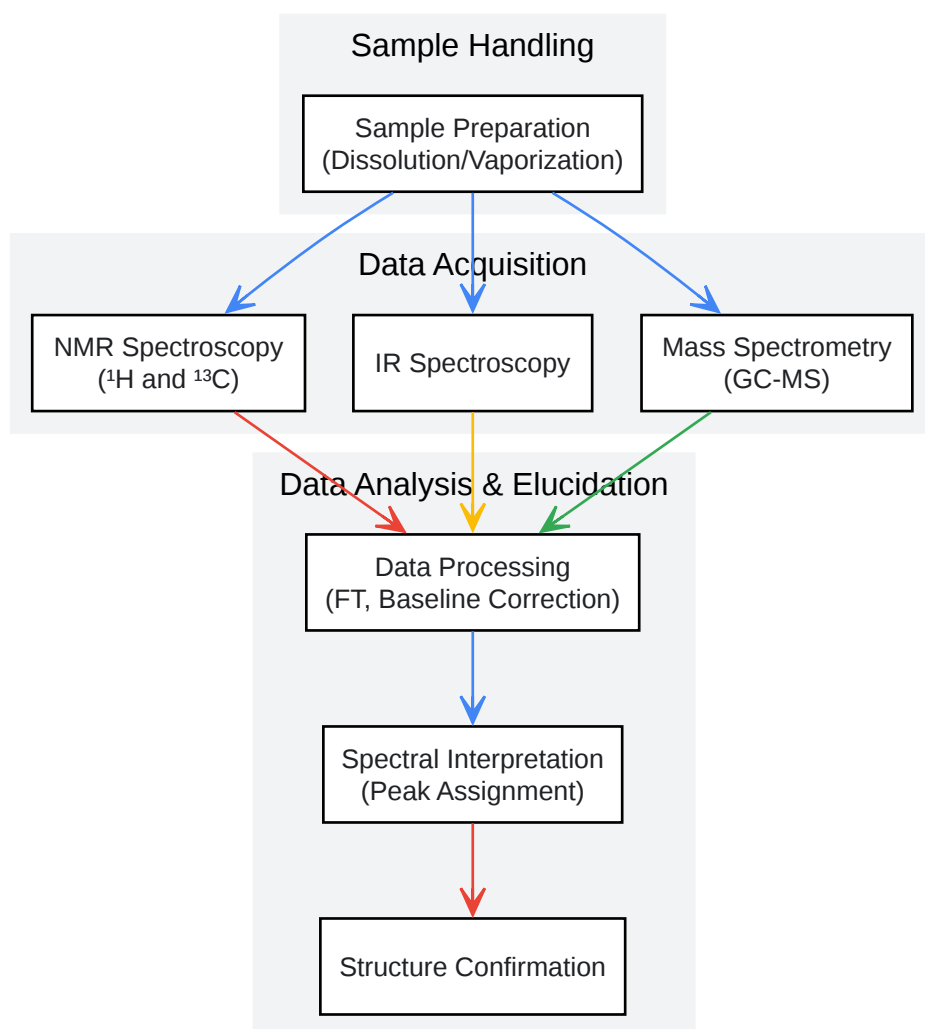 Sample Handling
Sample Preparation
(Dissolution/Vaporization)
Data Acquisition
NMR Spectroscopy
(¹H and ¹³C)
IR Spectroscopy
Mass Spectrometry
(GC-MS)
Data Analysis & Elucidation
Data Processing
(FT, Baseline Correction)
Spectral Interpretation
(Peak Assignment)
Structure Confirmation